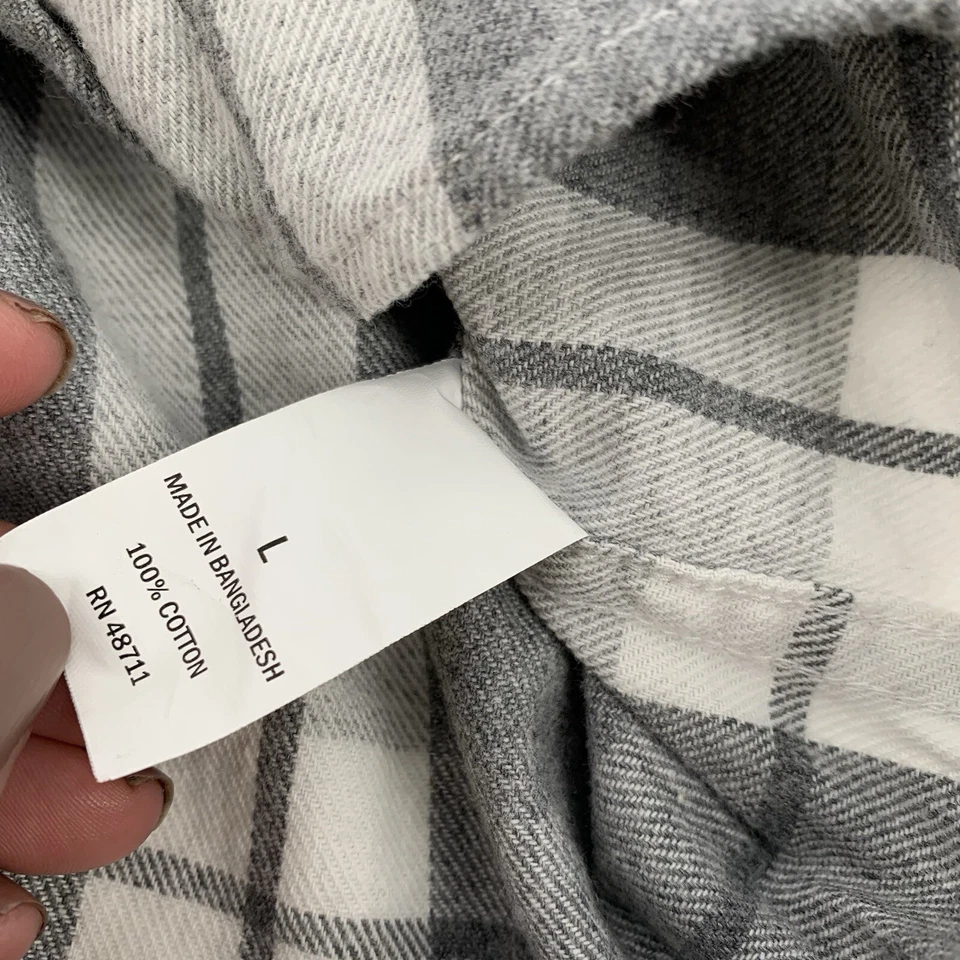 L
MADE IN BANGLADESH
100% COTTON
RN 48711